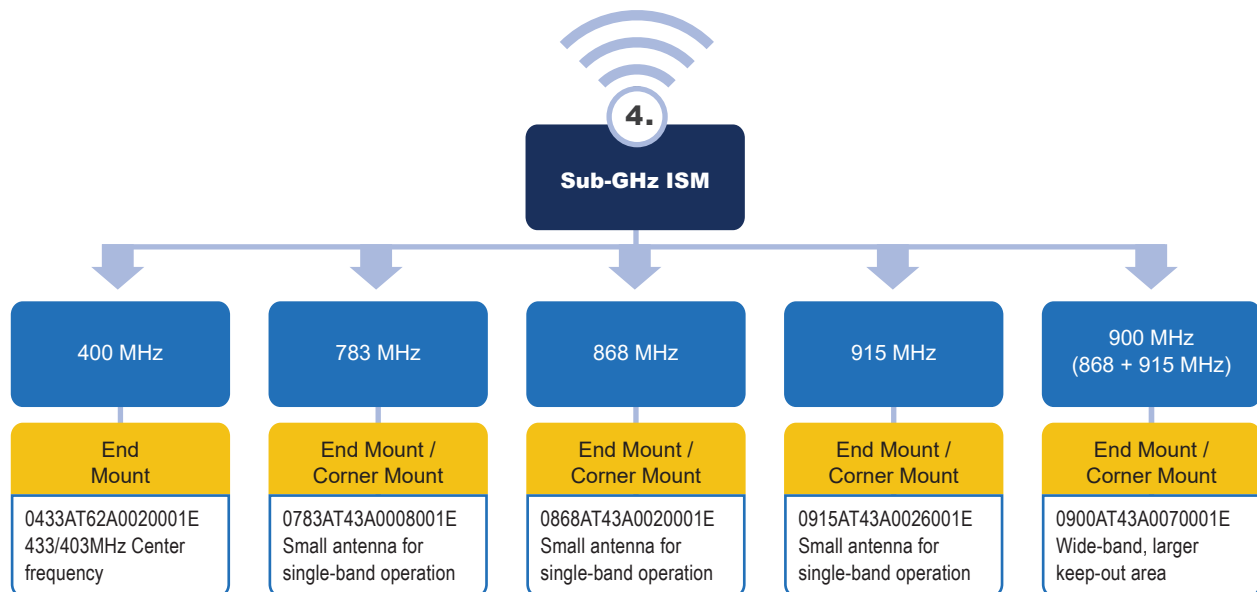 4.
Sub-GHz ISM
400 MHz
783 MHz
868 MHz
915 MHz
900 MHz
(868 + 915 MHz)
End
Mount
End Mount /
Corner Mount
End Mount /
Corner Mount
End Mount /
Corner Mount
End Mount /
Corner Mount
0433AT62A0020001E
433/403MHz Center
frequency
0783AT43A0008001E
Small antenna for
single-band operation
0868AT43A0020001E
Small antenna for
single-band operation
0915AT43A0026001E
Small antenna for
single-band operation
0900AT43A0070001E
Wide-band, larger
keep-out area